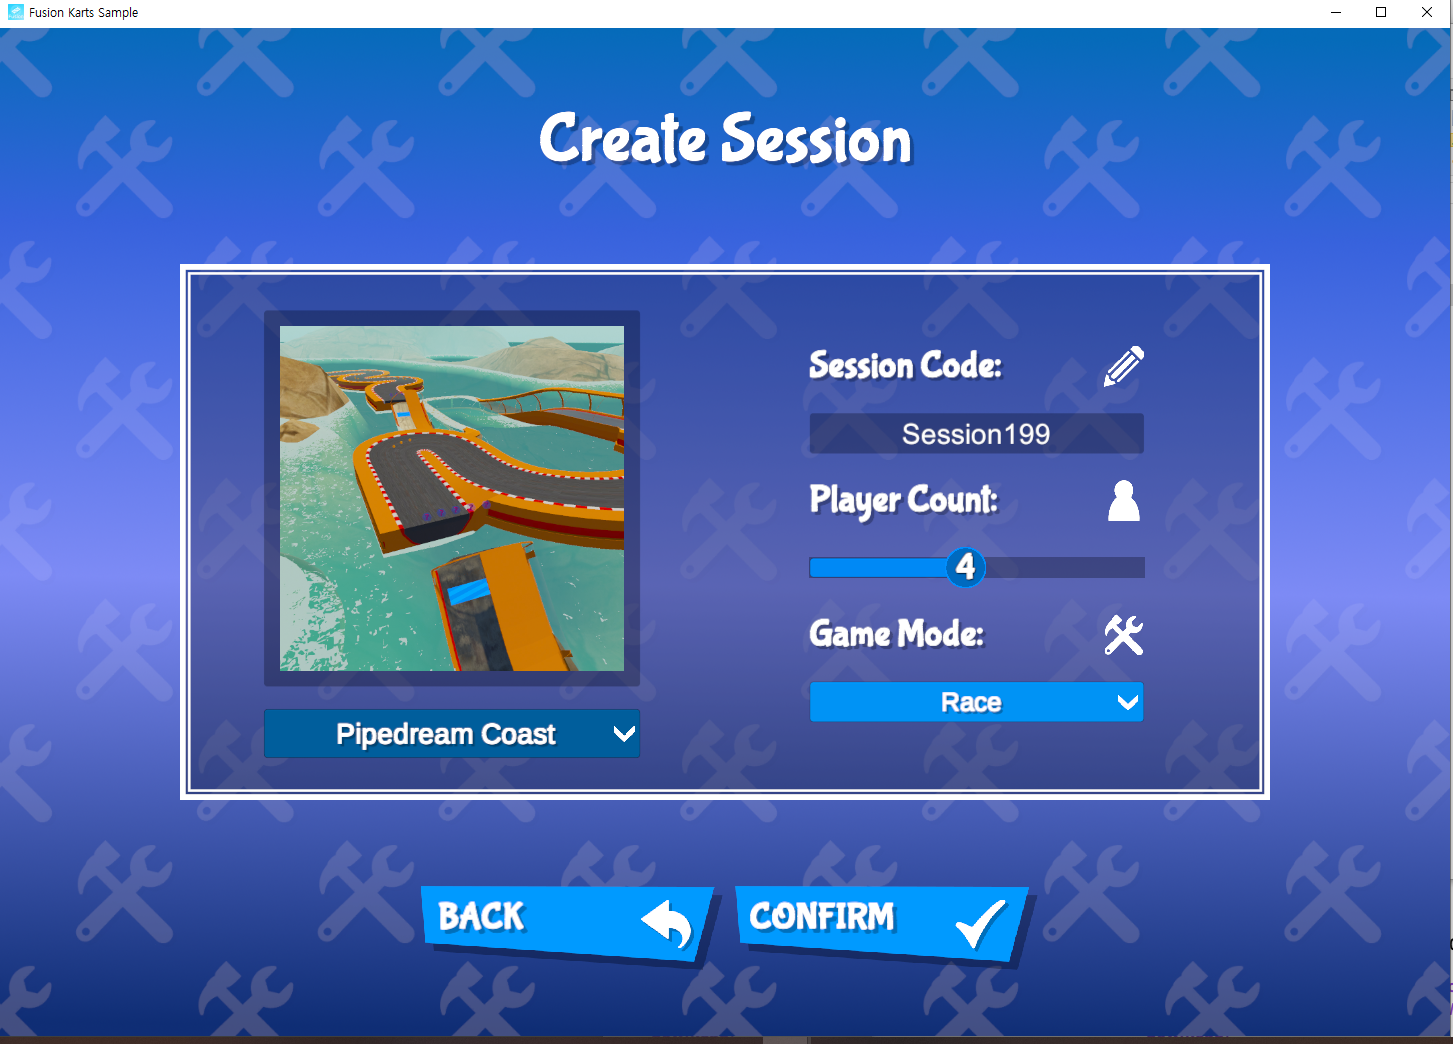 Fusion Karts Sample
Create Session
Session Code:
Session199
Player Count:
4
Game Mode:
Race
Pipedream Coast
BACK
CONFIRM